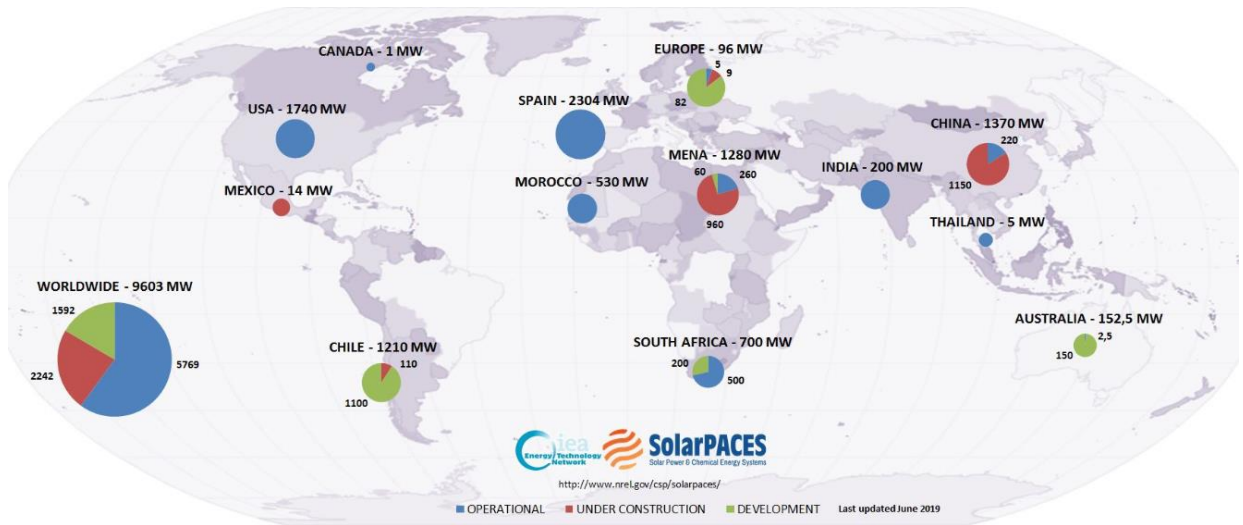 CANADA - 1 MW
EUROPE - 96 MW
5
9
82
USA - 1740 MW
SPAIN - 2304 MW
CHINA - 1370 MW
220
1150
MENA - 1280 MW
60
260
960
INDIA - 200 MW
MEXICO - 14 MW
MOROCCO - 530 MW
THAILAND - 5 MW
WORLDWIDE - 9603 MW
1592
2242
5769
CHILE - 1210 MW
110
1100
SOUTH AFRICA - 700 MW
200
500
AUSTRALIA - 152,5 MW
2,5
150
iea
Energy Technology
Network
SolarPACES
Solar Power & Chemical Energy Systems
http://www.nrel.gov/csp/solarpaces/
OPERATIONAL UNDER CONSTRUCTION DEVELOPMENT Last updated June 2019